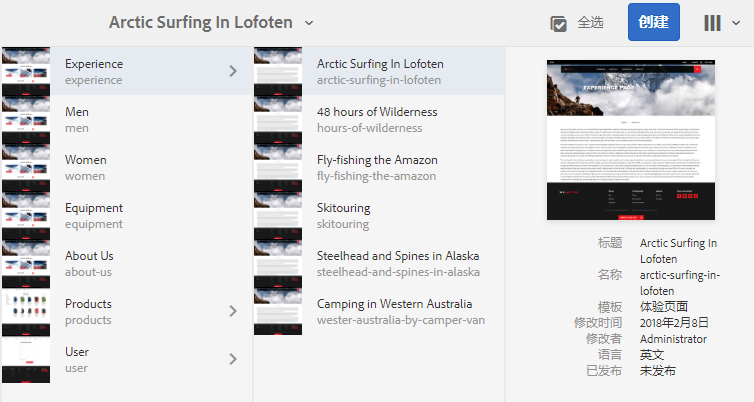 Arctic Surfing In Lofoten
全选
创建
Experience
experience
Men
men
Women
women
Equipment
equipment
About Us
about-us
Products
products
User
user
Arctic Surfing In Lofoten
arctic-surfing-in-lofoten
48 hours of Wilderness
hours-of-wilderness
Fly-fishing the Amazon
fly-fishing-the-amazon
Skitouring
skitouring
Steelhead and Spines in Alaska
steelhead-and-spines-in-alaska
Camping in Western Australia
wester-australia-by-camper-van
EXPERIENCE PAGE
标题 Arctic Surfing In
Lofoten
名称 arctic-surfing-in-
lofoten
模板 体验页面
修改时间 2018年2月8日
修改者 Administrator
语言 英文
已发布 未发布